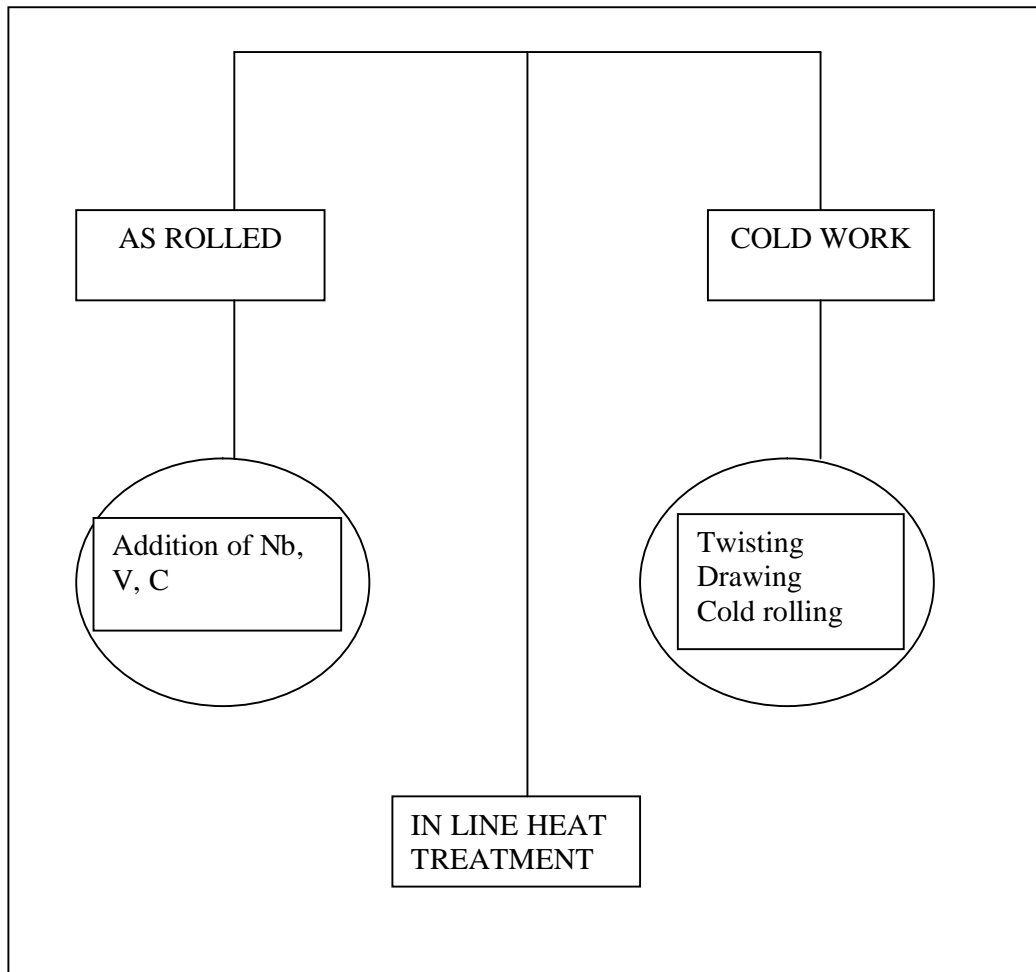 AS ROLLED
COLD WORK
Addition of Nb,
V, C
Twisting
Drawing
Cold rolling
IN LINE HEAT
TREATMENT